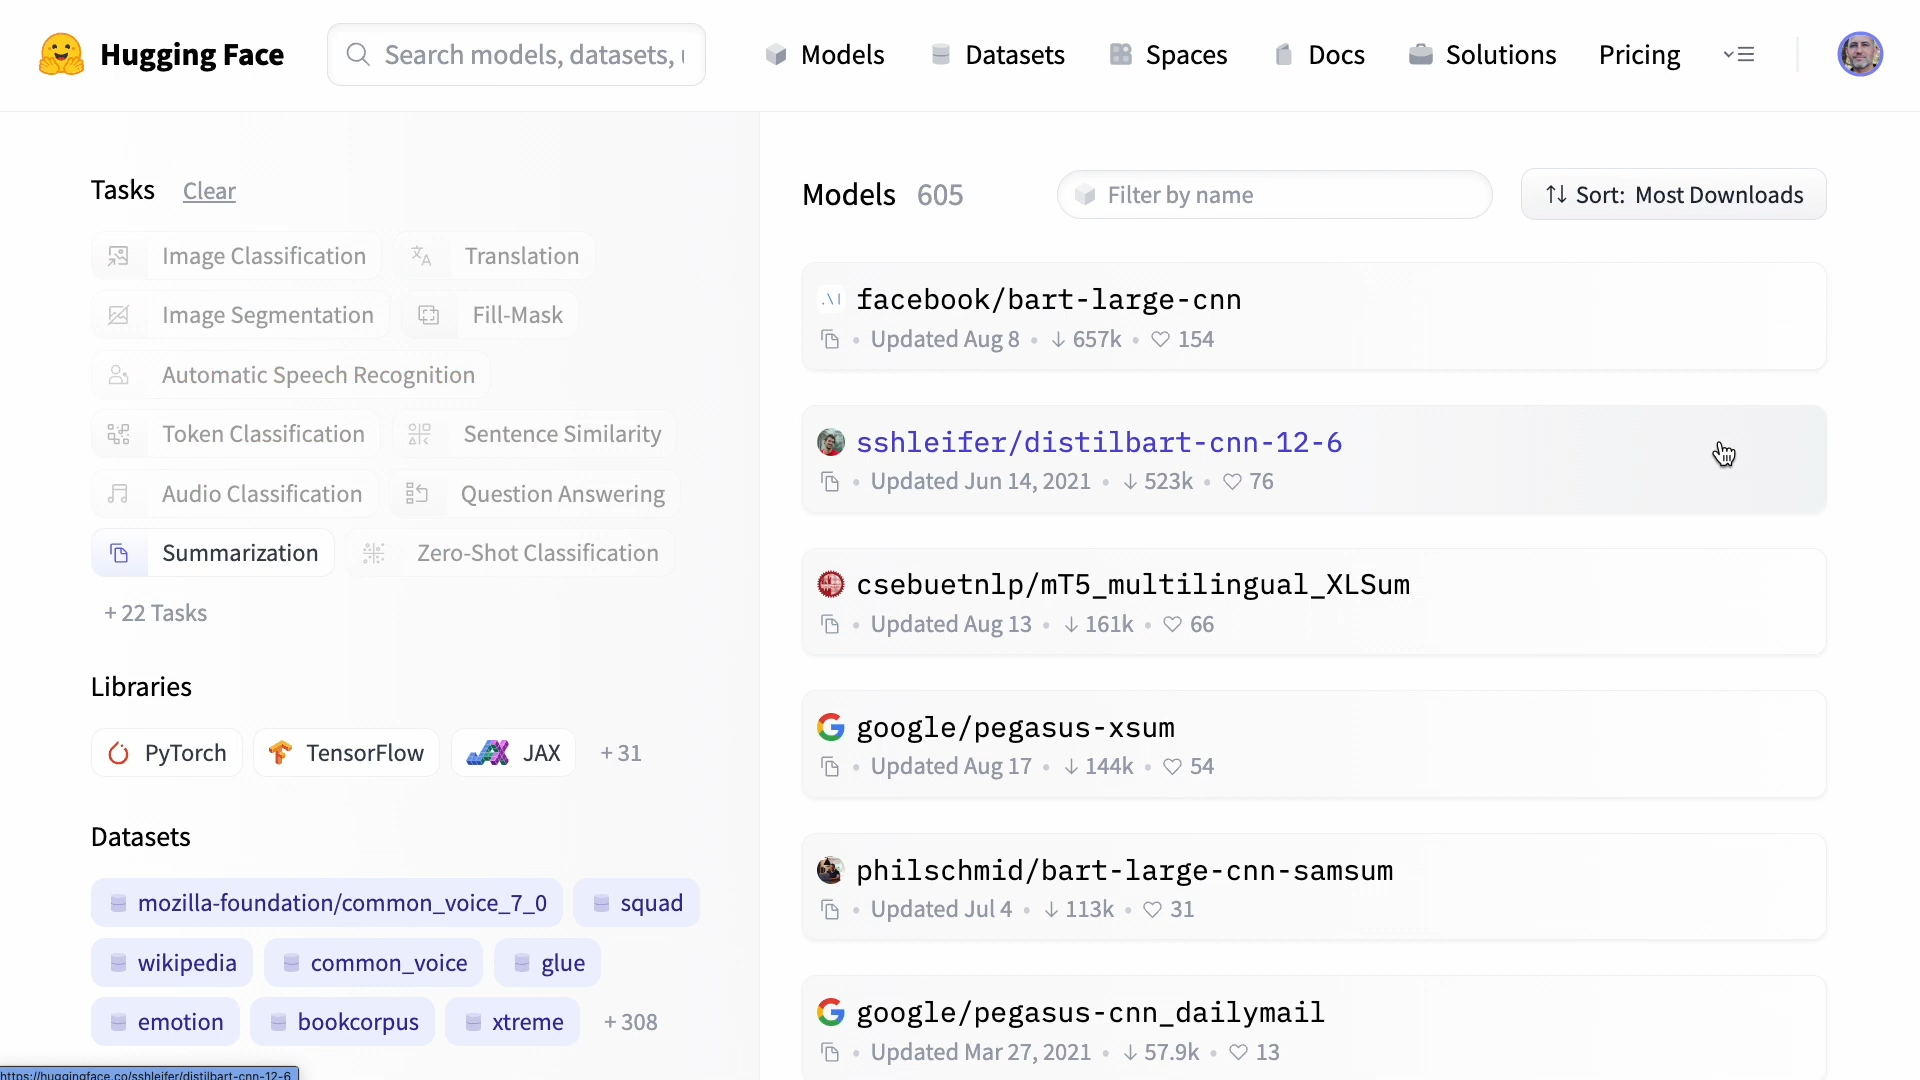 Hugging Face
Search models, datasets, u
Models
Datasets
Spaces
Docs
Solutions
Pricing
Tasks Clear
Image Classification
Translation
Image Segmentation
Fill-Mask
Automatic Speech Recognition
Token Classification
Sentence Similarity
Audio Classification
Question Answering
Summarization
Zero-Shot Classification
+ 22 Tasks
Libraries
PyTorch
TensorFlow
JAX
+ 31
Datasets
mozilla-foundation/common_voice_7_0
squad
wikipedia
common_voice
glue
emotion
bookcorpus
xtreme
+ 308
Models 605
Filter by name
Sort: Most Downloads
facebook/bart-large-cnn
• Updated Aug 8 • ↓ 657k • ♡ 154
sshleifer/distilbart-cnn-12-6
• Updated Jun 14, 2021 • ↓ 523k • ♡ 76
csebuetnlp/mT5_multilingual_XLSum
• Updated Aug 13 • ↓ 161k • ♡ 66
google/pegasus-xsum
• Updated Aug 17 • ↓ 144k • ♡ 54
philschmid/bart-large-cnn-samsum
• Updated Jul 4 • ↓ 113k • ♡ 31
google/pegasus-cnn_dailymail
• Updated Mar 27, 2021 • ↓ 57.9k • ♡ 13
https://huggingface.co/sshleifer/distilbart-cnn-12-6